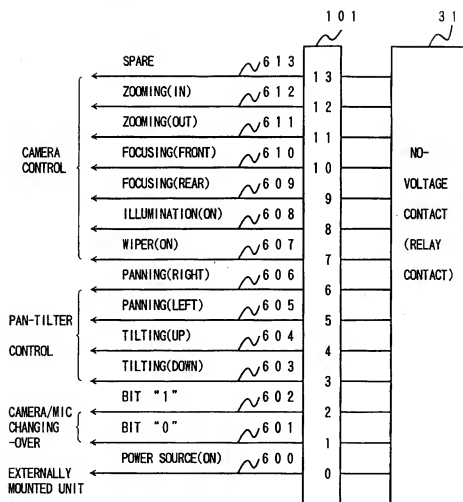 101
31
SPARE 613 13
ZOOMING(IN) 612 12
ZOOMING(OUT) 611 11
CAMERA CONTROL
FOCUSING(FRONT) 610 10
FOCUSING(REAR) 609 9
ILLUMINATION(ON) 608 8
WIPER(ON) 607 7
NO-
VOLTAGE
CONTACT
(RELAY
CONTACT)
PANNING(RIGHT) 606 6
PAN-TILTER
CONTROL
PANNING(LEFT) 605 5
TILTING(UP) 604 4
TILTING(DOWN) 603 3
CAMERA/MIC
CHANGING
-OVER
BIT "1" 602 2
BIT "0" 601 1
EXTERNALLY
MOUNTED UNIT
POWER SOURCE(ON) 600 0